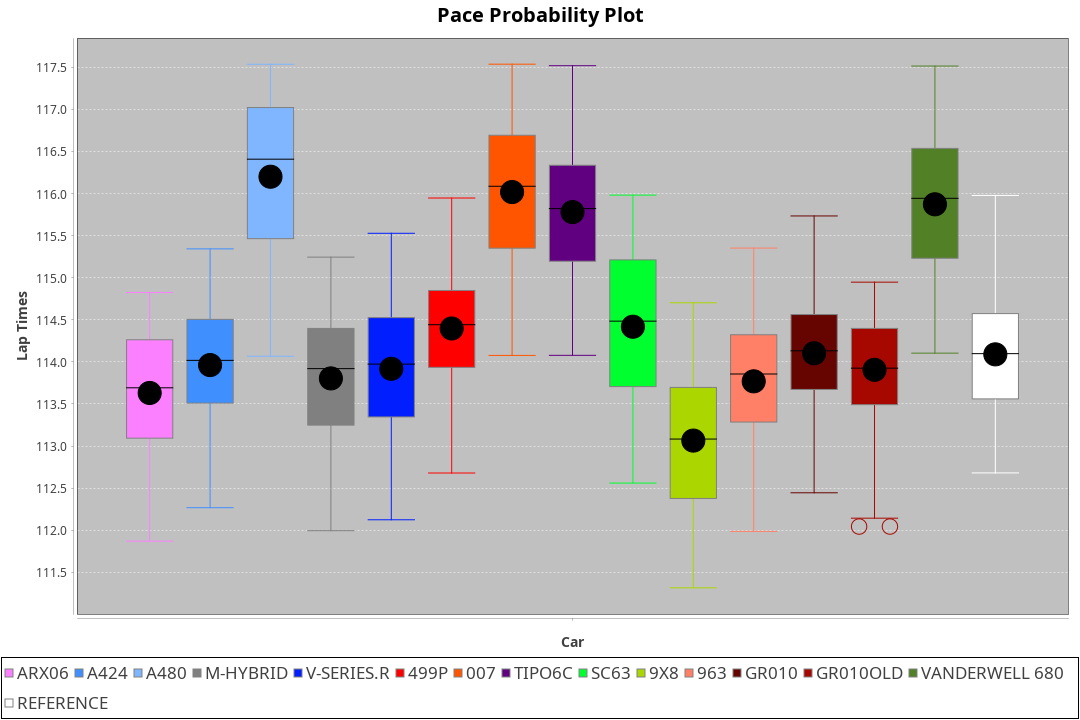 Pace Probability Plot
117.5
117.0
116.5
116.0
115.5
115.0
114.5
114.0
113.5
113.0
112.5
112.0
111.5
Lap Times
Car
ARX06 A424 A480 M-HYBRID V-SERIES.R 499P 007 TIPO6C SC63 9X8 963 GR010 GR010OLD VANDERWELL 680
REFERENCE